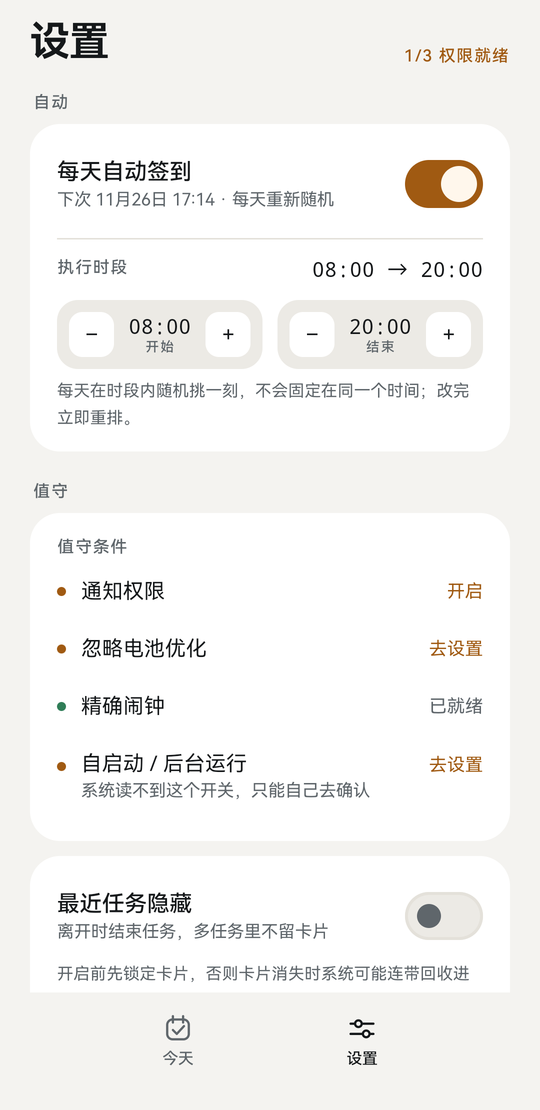 设置
1/3 权限就绪
自动
每天自动签到
下次 11月26日 17:14 · 每天重新随机
执行时段
08:00 → 20:00
− 08:00 + − 20:00 +
开始 结束
每天在时段内随机挑一刻，不会固定在同一个时间；改完
立即重排。
值守
值守条件
通知权限 开启
忽略电池优化 去设置
精确闹钟 已就绪
自启动 / 后台运行 去设置
系统读不到这个开关，只能自己去确认
最近任务隐藏
离开时结束任务，多任务里不留卡片
开启前先锁定卡片，否则卡片消失时系统可能连带回收进
今天 设置